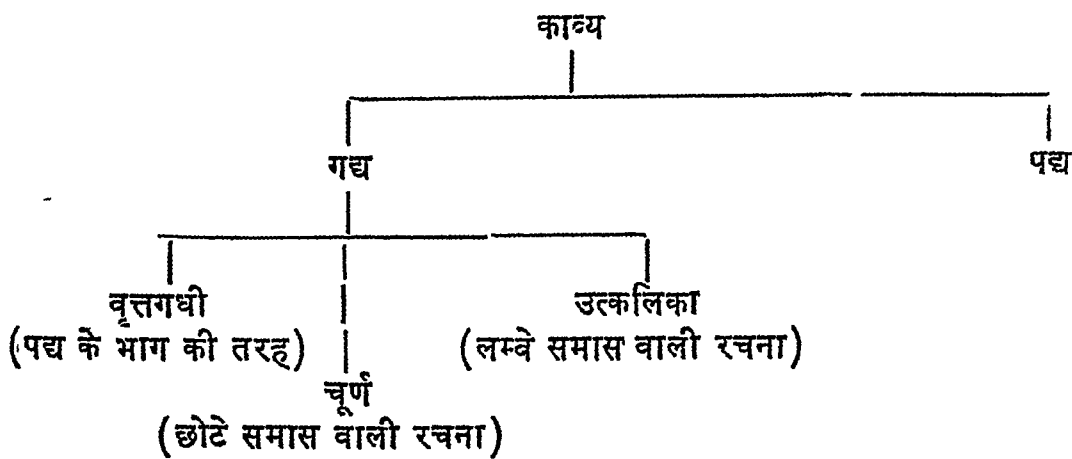 काव्य
गद्य
पद्य
वृत्तगधी
(पद्य के भाग की तरह)
उत्कलिका
(लम्वे समास वाली रचना)
चूर्ण
(छोटे समास वाली रचना)